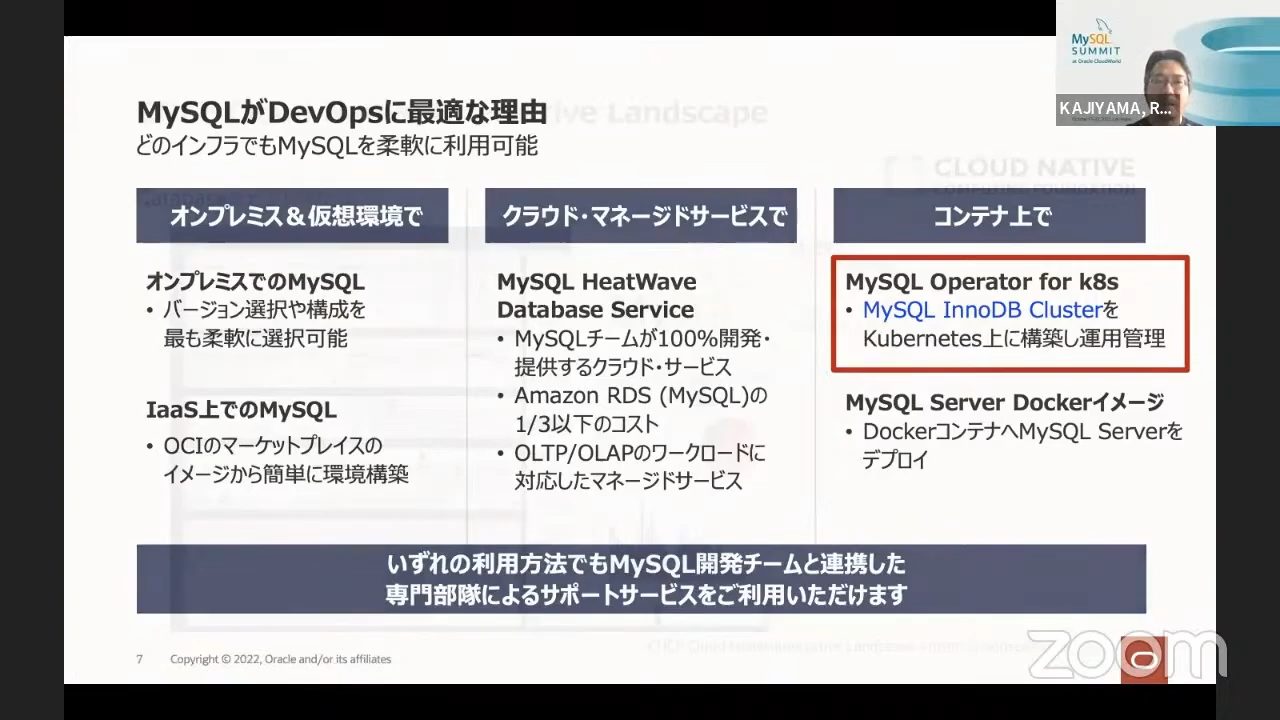 MySQL
SUMMIT
at Oracle CloudWorld
KAJIYAMA, R...
MySQLがDevOpsに最適な理由
ive Landscape
どのインフラでもMySQLを柔軟に利用可能
CLOUD NATIVE
COMPUTING FOUNDATION
オンプレミス&仮想環境で
クラウド・マネージドサービスで
コンテナ上で
オンプレミスでのMySQL
• バージョン選択や構成を
最も柔軟に選択可能
IaaS上でのMySQL
• OCIのマーケットプレイスの
イメージから簡単に環境構築
MySQL HeatWave
Database Service
• MySQLチームが100%開発・
提供するクラウド・サービス
• Amazon RDS (MySQL)の
1/3以下のコスト
• OLTP/OLAPのワークロードに
対応したマネージドサービス
MySQL Operator for k8s
• MySQL InnoDB Clusterを
Kubernetes上に構築し運用管理
MySQL Server Dockerイメージ
• DockerコンテナへMySQL Serverを
デプロイ
いずれの利用方法でもMySQL開発チームと連携した
専門部隊によるサポートサービスをご利用いただけます
7
Copyright © 2022, Oracle and/or its affiliates
zoom